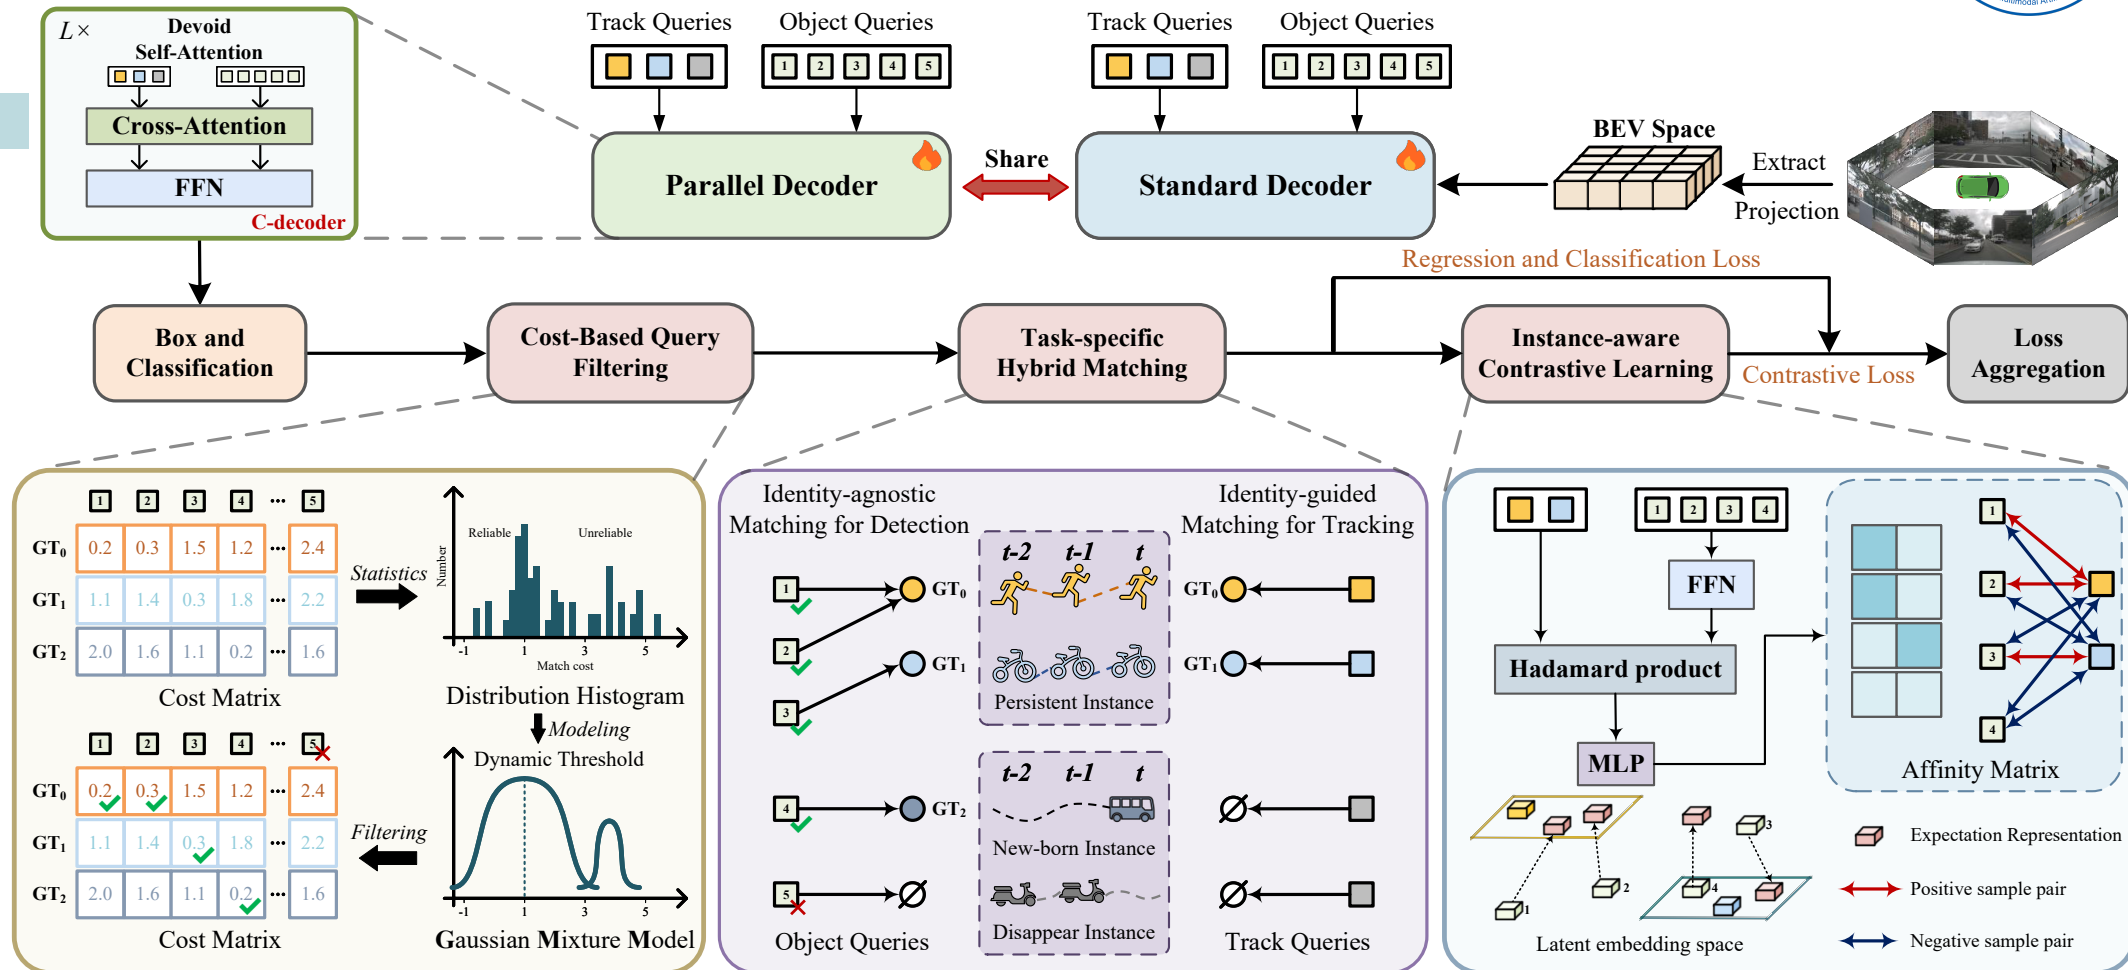 L×
Devoid
Self-Attention
Cross-Attention
FFN
C-decoder
Track Queries
Object Queries
1 2 3 4 5
Parallel Decoder
Share
Track Queries
Object Queries
1 2 3 4 5
Standard Decoder
BEV Space
Extract
Projection
Regression and Classification Loss
Box and
Classification
Cost-Based Query
Filtering
Task-specific
Hybrid Matching
Instance-aware
Contrastive Learning
Contrastive Loss
Loss
Aggregation
1 2 3 4 ··· 5
GT0 0.2 0.3 1.5 1.2 ··· 2.4
GT1 1.1 1.4 0.3 1.8 ··· 2.2
GT2 2.0 1.6 1.1 0.2 ··· 1.6
Cost Matrix
Statistics
Number
Reliable
Unreliable
-1 1 3 5
Match cost
Distribution Histogram
Modeling
Dynamic Threshold
-1 1 3 5
Gaussian Mixture Model
Filtering
1 2 3 4 ··· 5
GT0 0.2 0.3 1.5 1.2 ··· 2.4
GT1 1.1 1.4 0.3 1.8 ··· 2.2
GT2 2.0 1.6 1.1 0.2 ··· 1.6
Cost Matrix
Identity-agnostic
Matching for Detection
1
2
3
4
5
GT0
GT1
GT2
Ø
Object Queries
t-2 t-1 t
Persistent Instance
t-2 t-1 t
New-born Instance
Disappear Instance
Identity-guided
Matching for Tracking
GT0
GT1
Ø
Ø
Track Queries
1 2 3 4
FFN
Hadamard product
MLP
1
2
3
4
Affinity Matrix
1
2
3
4
Latent embedding space
Expectation Representation
Positive sample pair
Negative sample pair